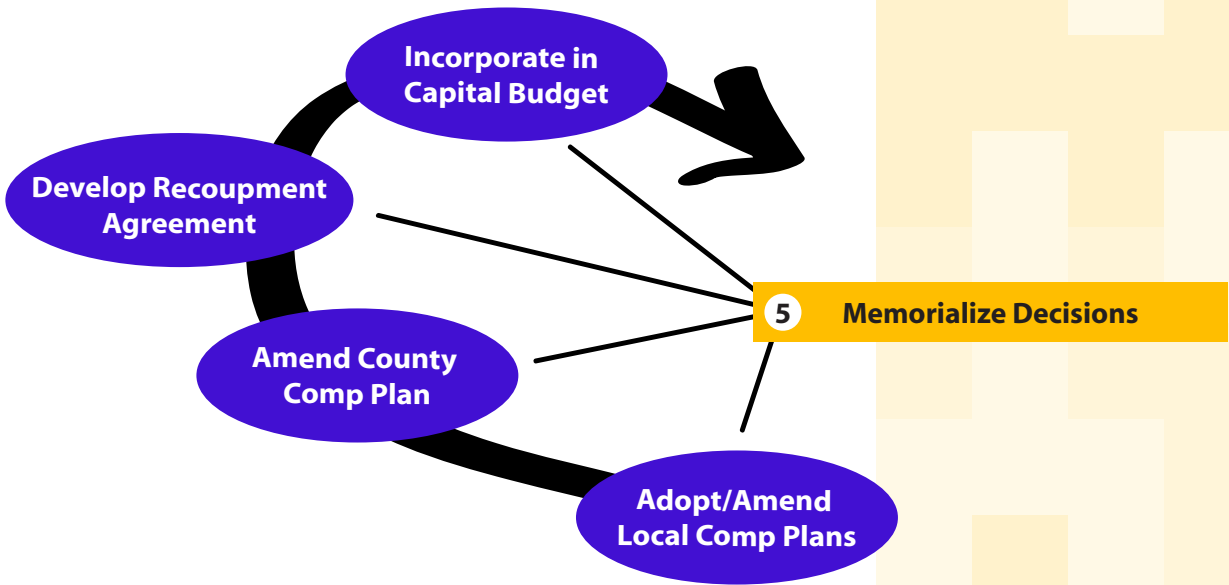 Incorporate in
Capital Budget
Develop Recoupment
Agreement
5 Memorialize Decisions
Amend County
Comp Plan
Adopt/Amend
Local Comp Plans